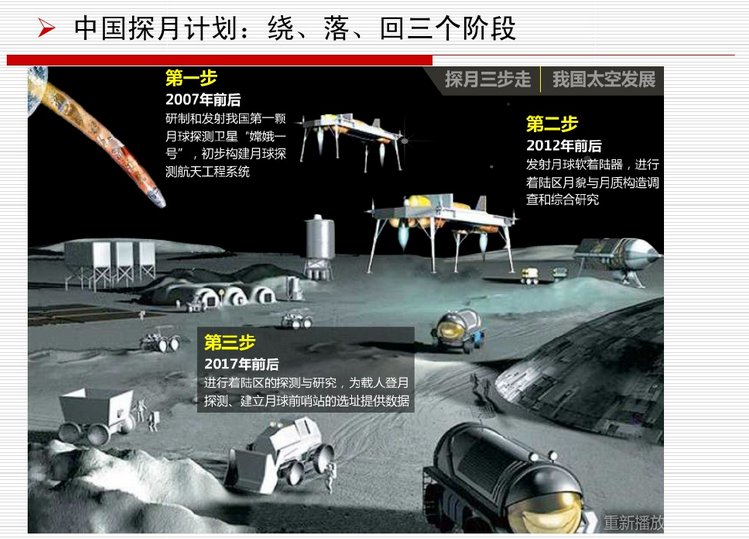 中国探月计划：绕、落、回三个阶段
探月三步走 我国太空发展
第一步
2007年前后
研制和发射我国第一颗
月球探测卫星“嫦娥一
号”，初步构建月球探
测航天工程系统
第二步
2012年前后
发射月球软着陆器，进行
着陆区月貌与月质构造调
查和综合研究
第三步
2017年前后
进行着陆区的探测与研究，为载人登月
探测、建立月球前哨站的选址提供数据
重新播放